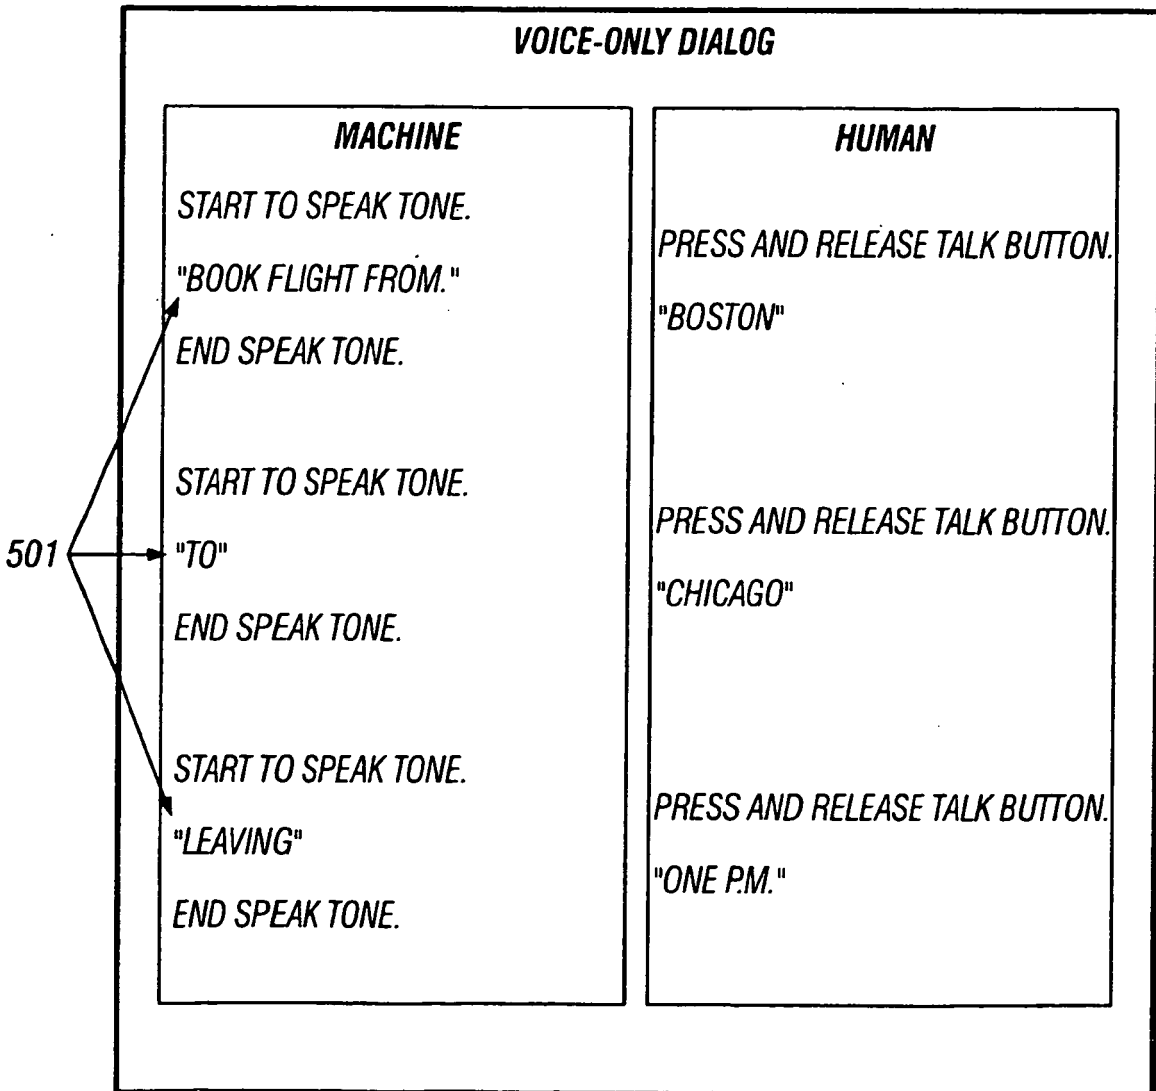 VOICE-ONLY DIALOG
MACHINE
START TO SPEAK TONE.
"BOOK FLIGHT FROM."
END SPEAK TONE.
START TO SPEAK TONE.
"TO"
END SPEAK TONE.
START TO SPEAK TONE.
"LEAVING"
END SPEAK TONE.
HUMAN
PRESS AND RELEASE TALK BUTTON.
"BOSTON"
PRESS AND RELEASE TALK BUTTON.
"CHICAGO"
PRESS AND RELEASE TALK BUTTON.
"ONE P.M."
501